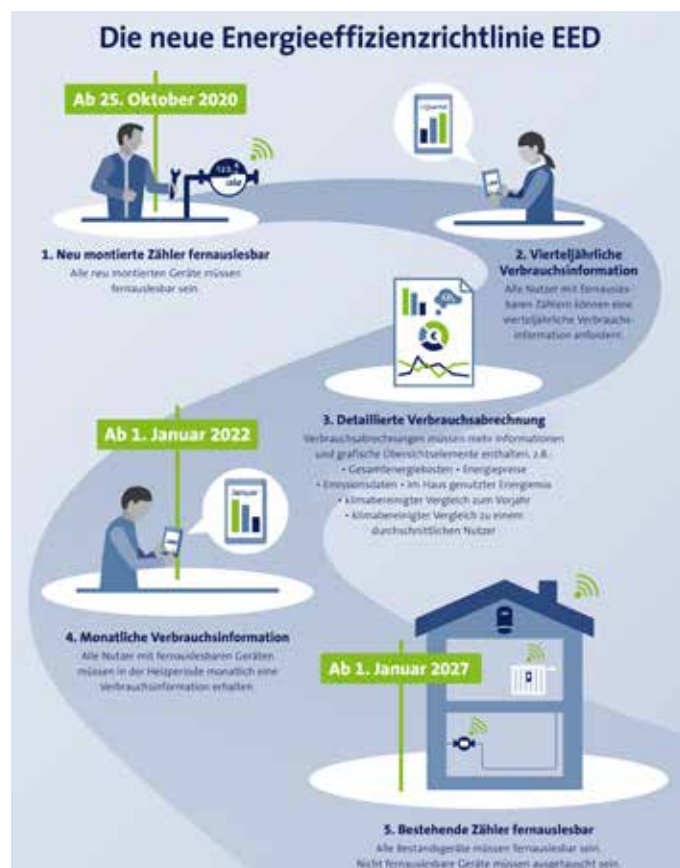 Die neue Energieeffizienzrichtlinie EED
Ab 25. Oktober 2020
1. Neu montierte Zähler fernauslesbar
Alle neu montierten Geräte müssen
fernauslesbar sein.
2. Vierteljährliche
Verbrauchsinformation
Alle Nutzer mit fernausles-
baren Zählern können eine
vierteljährliche Verbrauchs-
information anfordern.
3. Detaillierte Verbrauchsabrechnung
Verbrauchsabrechnungen müssen mehr Informationen
und grafische Übersichtselemente enthalten, z.B.:
• Gesamtenergiekosten • Energiepreise
• Emissionsdaten • im Haus genutzter Energiemix
• klimabereinigter Vergleich zum Vorjahr
• klimabereinigter Vergleich zu einem
durchschnittlichen Nutzer
Ab 1. Januar 2022
Januar
4. Monatliche Verbrauchsinformation
Alle Nutzer mit fernauslesbaren Geräten
müssen in der Heizperiode monatlich eine
Verbrauchsinformation erhalten.
Ab 1. Januar 2027
5. Bestehende Zähler fernauslesbar
Alle Bestandsgeräte müssen fernauslesbar sein.
Nicht fernauslesbare Geräte müssen ausgetauscht sein.